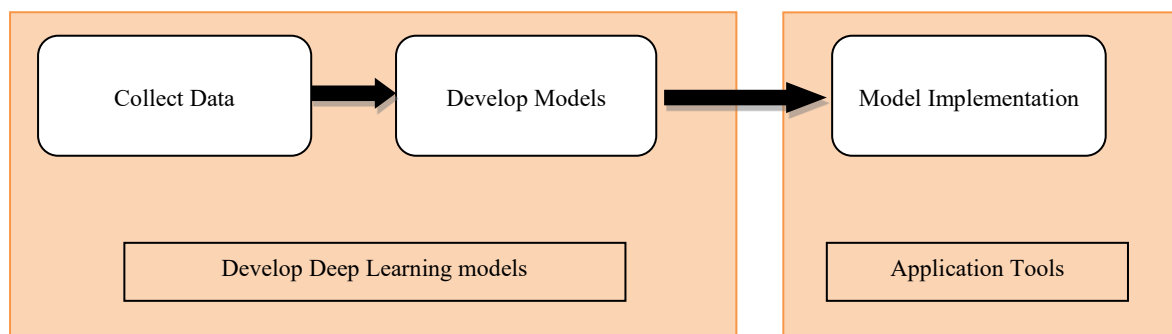 Collect Data
Develop Models
Model Implementation
Develop Deep Learning models
Application Tools